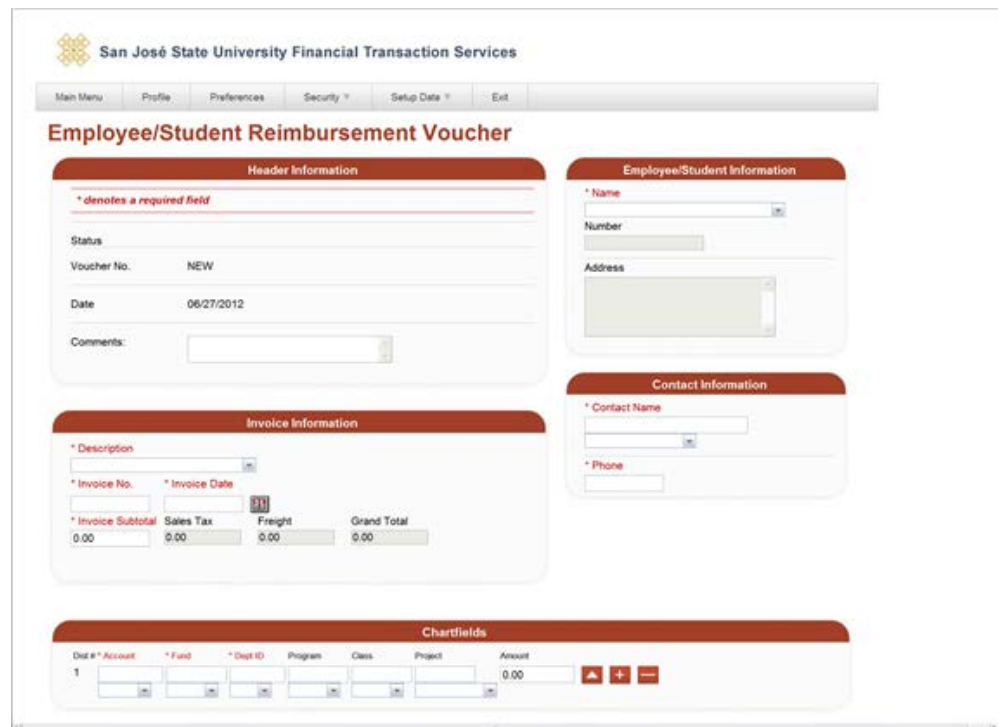 San José State University Financial Transaction Services
Main Menu Profile Preferences Security Setup Data Exit
Employee/Student Reimbursement Voucher
Header Information
* denotes a required field
Status
Voucher No. NEW
Date 06/27/2012
Comments:
Employee/Student Information
* Name
Number
Address
Contact Information
* Contact Name
* Phone
Invoice Information
* Description
* Invoice No. * Invoice Date
* Invoice Subtotal Sales Tax Freight Grand Total
0.00 0.00 0.00 0.00
Chartfields
Dist # * Account * Fund * Dept ID Program Class Project Amount
1 0.00